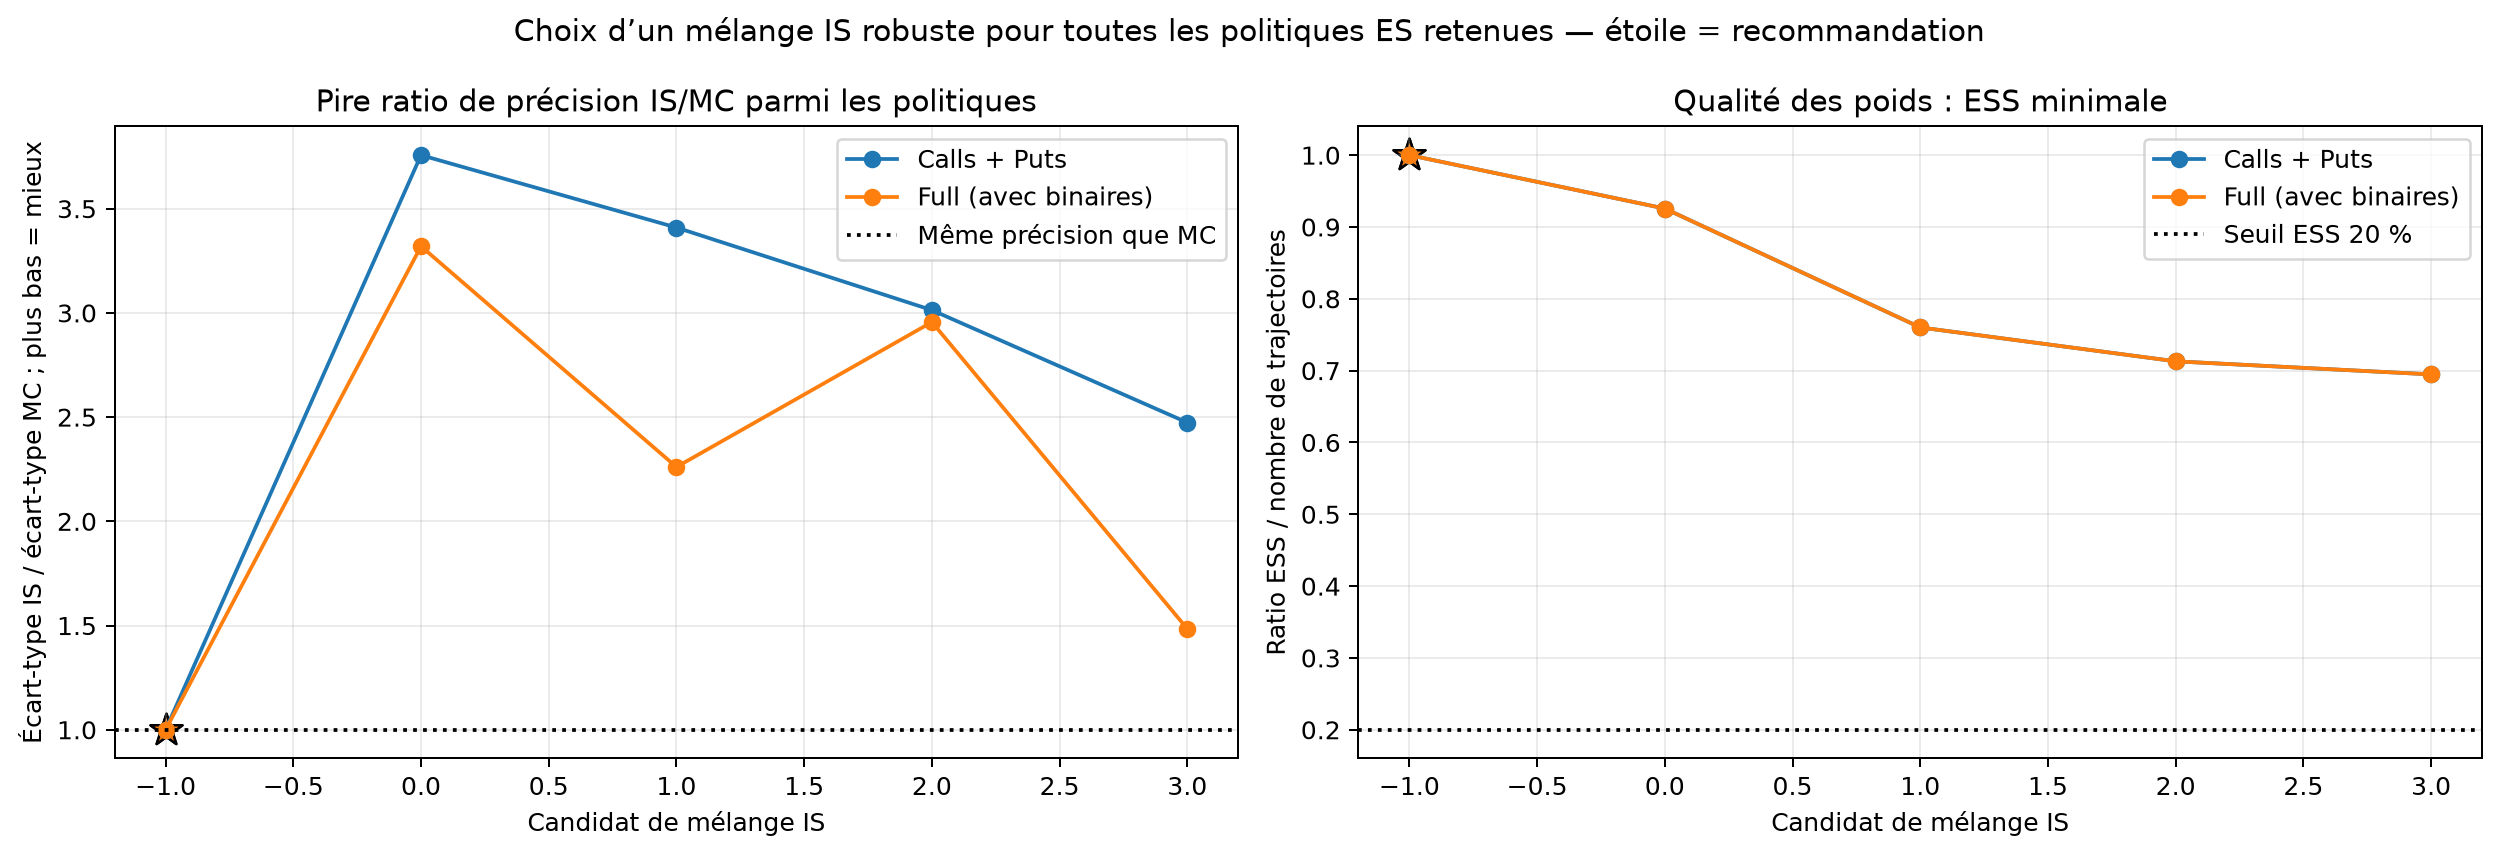 Choix d’un mélange IS robuste pour toutes les politiques ES retenues — étoile = recommandation
Pire ratio de précision IS/MC parmi les politiques
Écart-type IS / écart-type MC ; plus bas = mieux
3.5
3.0
2.5
2.0
1.5
1.0
Calls + Puts
Full (avec binaires)
Même précision que MC
−1.0 −0.5 0.0 0.5 1.0 1.5 2.0 2.5 3.0
Candidat de mélange IS
Qualité des poids : ESS minimale
Ratio ESS / nombre de trajectoires
1.0
0.9
0.8
0.7
0.6
0.5
0.4
0.3
0.2
Calls + Puts
Full (avec binaires)
Seuil ESS 20 %
−1.0 −0.5 0.0 0.5 1.0 1.5 2.0 2.5 3.0
Candidat de mélange IS